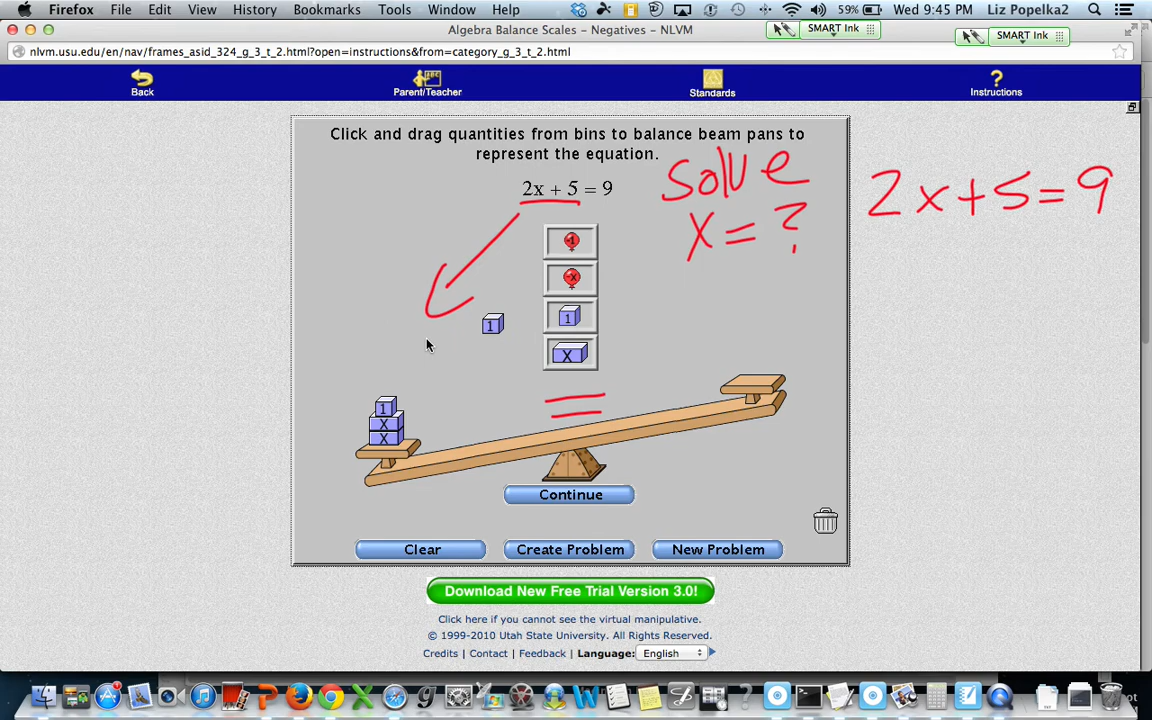 Firefox File Edit View History Bookmarks Tools Window Help 59% Wed 9:45 PM Liz Popelka2
Algebra Balance Scales – Negatives – NLVM
SMART Ink
SMART Ink
nlvm.usu.edu/en/nav/frames_asid_324_g_3_t_2.html?open=instructions&from=category_g_3_t_2.html
Back Parent/Teacher Standards Instructions
Click and drag quantities from bins to balance beam pans to
represent the equation.
2x + 5 = 9
Solve
x = ?
2x+5=9
-1
-x
1
1
X
=
1
X
X
Continue
Clear Create Problem New Problem
Download New Free Trial Version 3.0!
Click here if you cannot see the virtual manipulative.
© 1999-2010 Utah State University. All Rights Reserved.
Credits | Contact | Feedback | Language: English